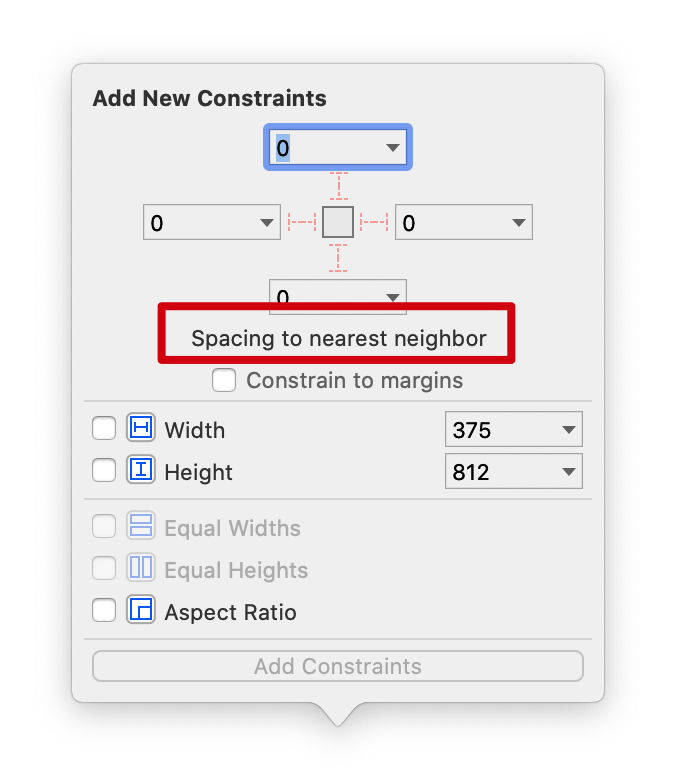 Add New Constraints
0
0
0
0
Spacing to nearest neighbor
Constrain to margins
Width
375
Height
812
Equal Widths
Equal Heights
Aspect Ratio
Add Constraints